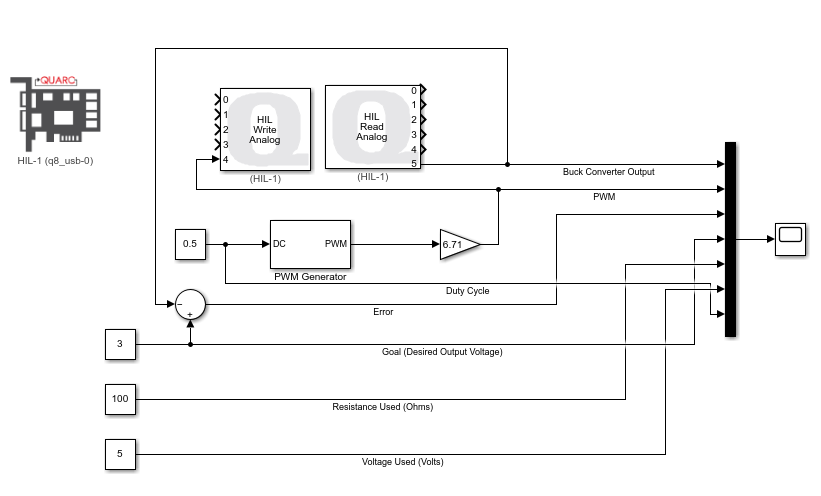 QUARC
HIL-1 (q8_usb-0)
0
1
2
3
4
HIL
Write
Analog
(HIL-1)
HIL
Read
Analog
0
1
2
3
4
5
(HIL-1)
Buck Converter Output
PWM
0.5
DC
PWM
PWM Generator
6.71
Duty Cycle
−
+
Error
3
Goal (Desired Output Voltage)
100
Resistance Used (Ohms)
5
Voltage Used (Volts)